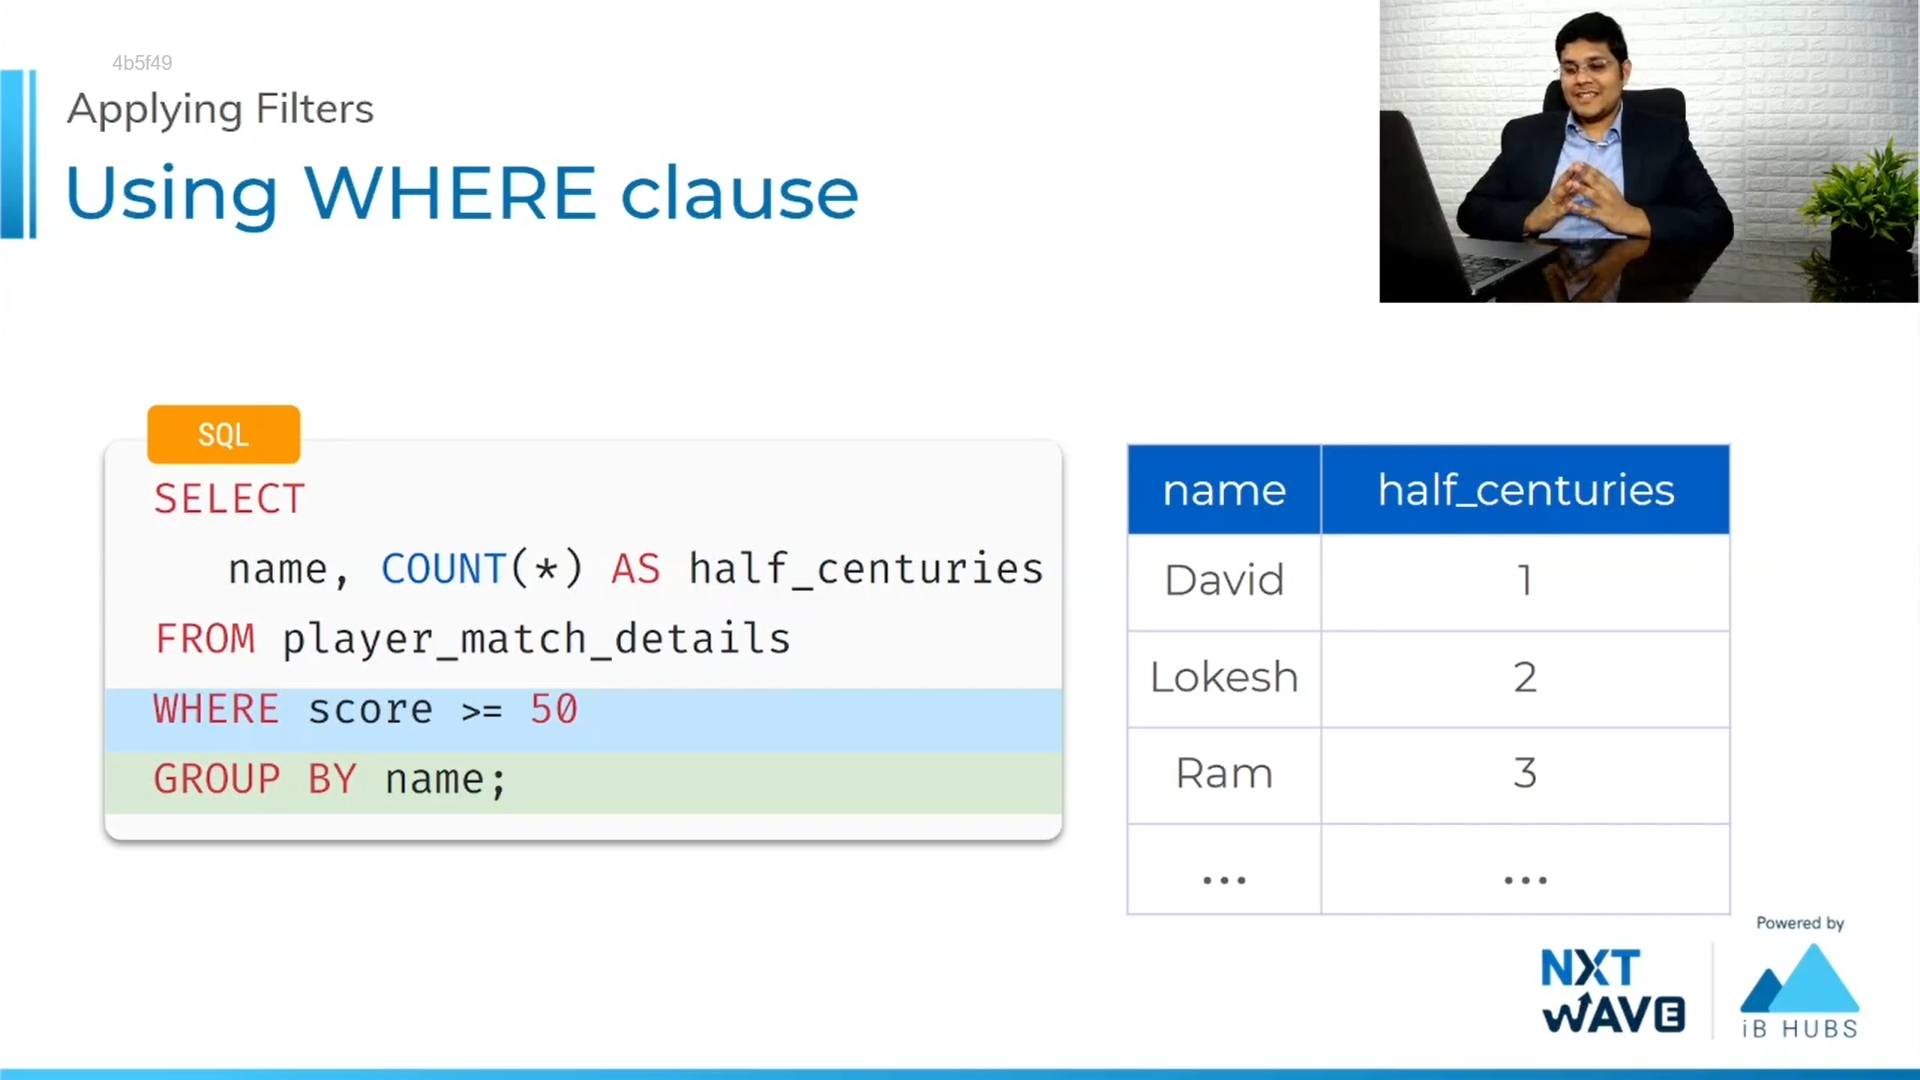 4b5f49
Applying Filters
Using WHERE clause
SQL
SELECT
name, COUNT(*) AS half_centuries
FROM player_match_details
WHERE score >= 50
GROUP BY name;
name half_centuries
David 1
Lokesh 2
Ram 3
... ...
Powered by
NXT
WAVE
iB HUBS